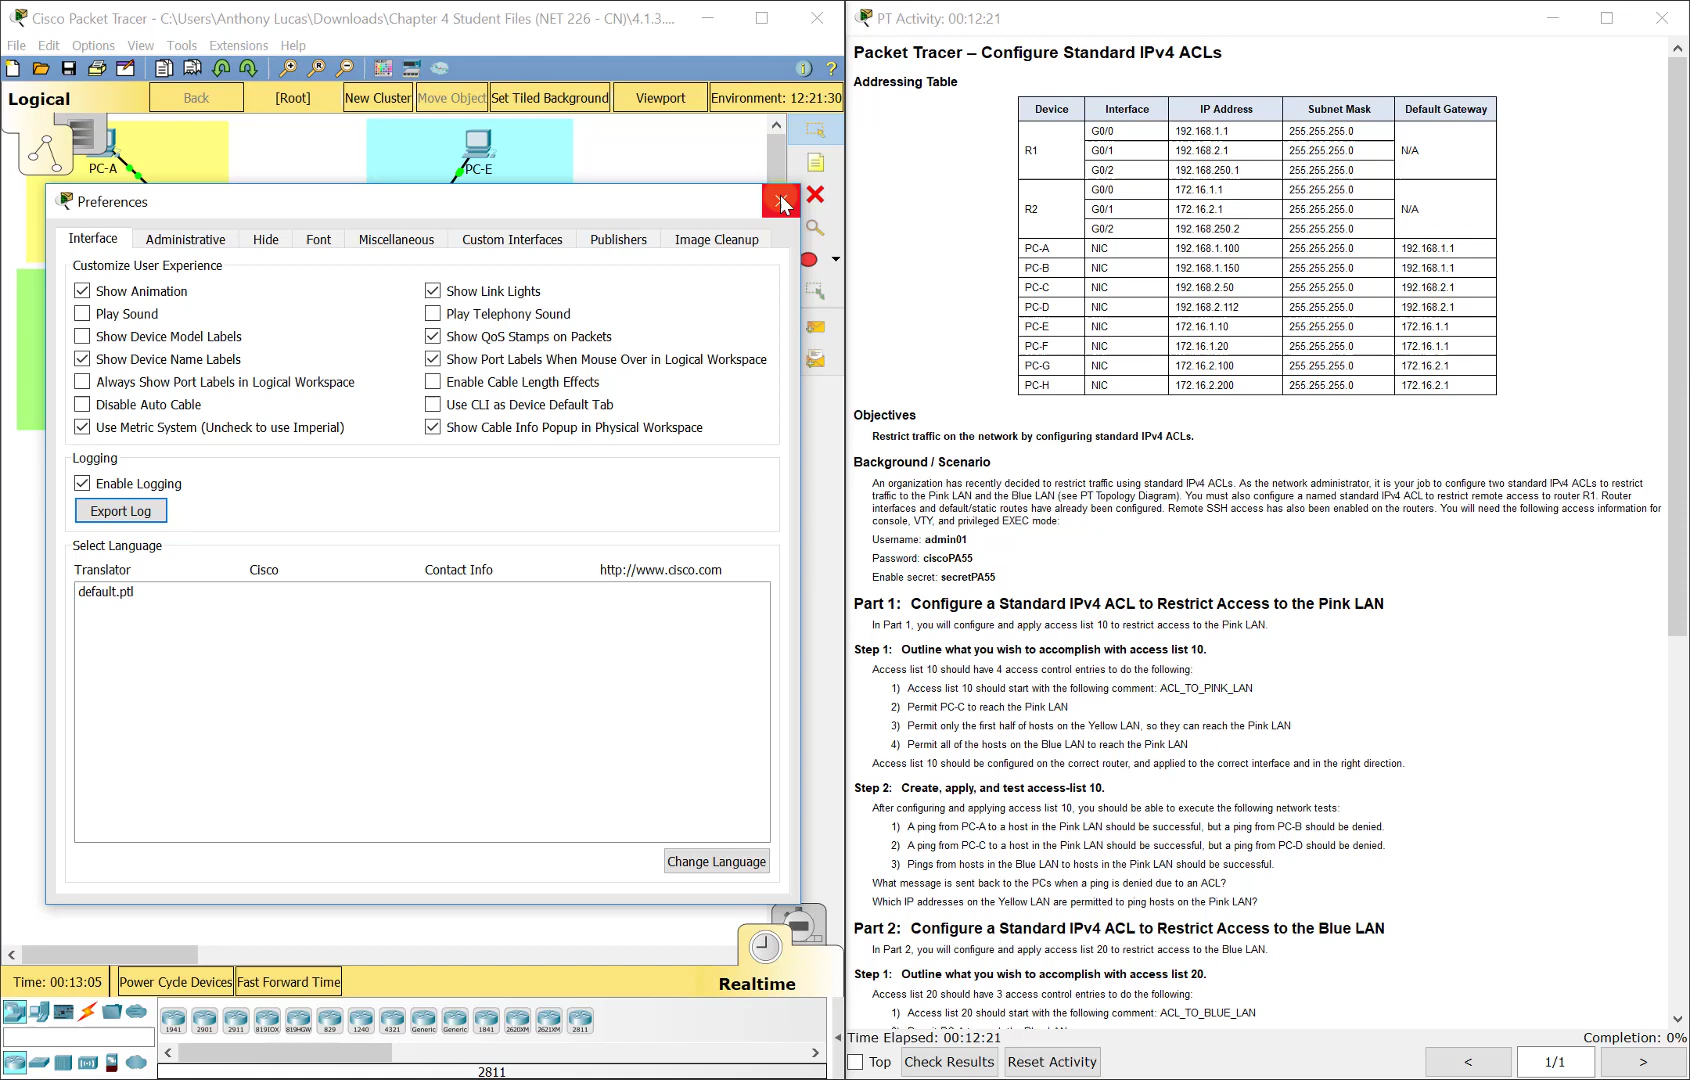 Cisco Packet Tracer - C:\Users\Anthony Lucas\Downloads\Chapter 4 Student Files (NET 226 - CN)\4.1.3....
File Edit Options View Tools Extensions Help
Logical Back [Root] New Cluster Move Object Set Tiled Background Viewport Environment: 12:21:30
PC-A
PC-E
Preferences
Interface Administrative Hide Font Miscellaneous Custom Interfaces Publishers Image Cleanup
Customize User Experience
Show Animation Show Link Lights
Play Sound Play Telephony Sound
Show Device Model Labels Show QoS Stamps on Packets
Show Device Name Labels Show Port Labels When Mouse Over in Logical Workspace
Always Show Port Labels in Logical Workspace Enable Cable Length Effects
Disable Auto Cable Use CLI as Device Default Tab
Use Metric System (Uncheck to use Imperial) Show Cable Info Popup in Physical Workspace
Logging
Enable Logging
Export Log
Select Language
Translator Cisco Contact Info http://www.cisco.com
default.ptl
Change Language
Time: 00:13:05 Power Cycle Devices Fast Forward Time Realtime
1941 2901 2911 819IOX 819HGW 829 1240 4321 Generic Generic 1841 2620XM 2621XM 2811
2811
PT Activity: 00:12:21
Packet Tracer – Configure Standard IPv4 ACLs
Addressing Table
Device Interface IP Address Subnet Mask Default Gateway
R1 G0/0 192.168.1.1 255.255.255.0 N/A
G0/1 192.168.2.1 255.255.255.0
G0/2 192.168.250.1 255.255.255.0
R2 G0/0 172.16.1.1 255.255.255.0 N/A
G0/1 172.16.2.1 255.255.255.0
G0/2 192.168.250.2 255.255.255.0
PC-A NIC 192.168.1.100 255.255.255.0 192.168.1.1
PC-B NIC 192.168.1.150 255.255.255.0 192.168.1.1
PC-C NIC 192.168.2.50 255.255.255.0 192.168.2.1
PC-D NIC 192.168.2.112 255.255.255.0 192.168.2.1
PC-E NIC 172.16.1.10 255.255.255.0 172.16.1.1
PC-F NIC 172.16.1.20 255.255.255.0 172.16.1.1
PC-G NIC 172.16.2.100 255.255.255.0 172.16.2.1
PC-H NIC 172.16.2.200 255.255.255.0 172.16.2.1
Objectives
Restrict traffic on the network by configuring standard IPv4 ACLs.
Background / Scenario
An organization has recently decided to restrict traffic using standard IPv4 ACLs. As the network administrator, it is your job to configure two standard IPv4 ACLs to restrict
traffic to the Pink LAN and the Blue LAN (see PT Topology Diagram). You must also configure a named standard IPv4 ACL to restrict remote access to router R1. Router
interfaces and default/static routes have already been configured. Remote SSH access has also been enabled on the routers. You will need the following access information for
console, VTY, and privileged EXEC mode:
Username: admin01
Password: ciscoPA55
Enable secret: secretPA55
Part 1: Configure a Standard IPv4 ACL to Restrict Access to the Pink LAN
In Part 1, you will configure and apply access list 10 to restrict access to the Pink LAN.
Step 1: Outline what you wish to accomplish with access list 10.
Access list 10 should have 4 access control entries to do the following:
1) Access list 10 should start with the following comment: ACL_TO_PINK_LAN
2) Permit PC-C to reach the Pink LAN
3) Permit only the first half of hosts on the Yellow LAN, so they can reach the Pink LAN
4) Permit all of the hosts on the Blue LAN to reach the Pink LAN
Access list 10 should be configured on the correct router, and applied to the correct interface and in the right direction.
Step 2: Create, apply, and test access-list 10.
After configuring and applying access list 10, you should be able to execute the following network tests:
1) A ping from PC-A to a host in the Pink LAN should be successful, but a ping from PC-B should be denied.
2) A ping from PC-C to a host in the Pink LAN should be successful, but a ping from PC-D should be denied.
3) Pings from hosts in the Blue LAN to hosts in the Pink LAN should be successful.
What message is sent back to the PCs when a ping is denied due to an ACL?
Which IP addresses on the Yellow LAN are permitted to ping hosts on the Pink LAN?
Part 2: Configure a Standard IPv4 ACL to Restrict Access to the Blue LAN
In Part 2, you will configure and apply access list 20 to restrict access to the Blue LAN.
Step 1: Outline what you wish to accomplish with access list 20.
Access list 20 should have 3 access control entries to do the following:
1) Access list 20 should start with the following comment: ACL_TO_BLUE_LAN
Time Elapsed: 00:12:21 Completion: 0%
Top Check Results Reset Activity < 1/1 >